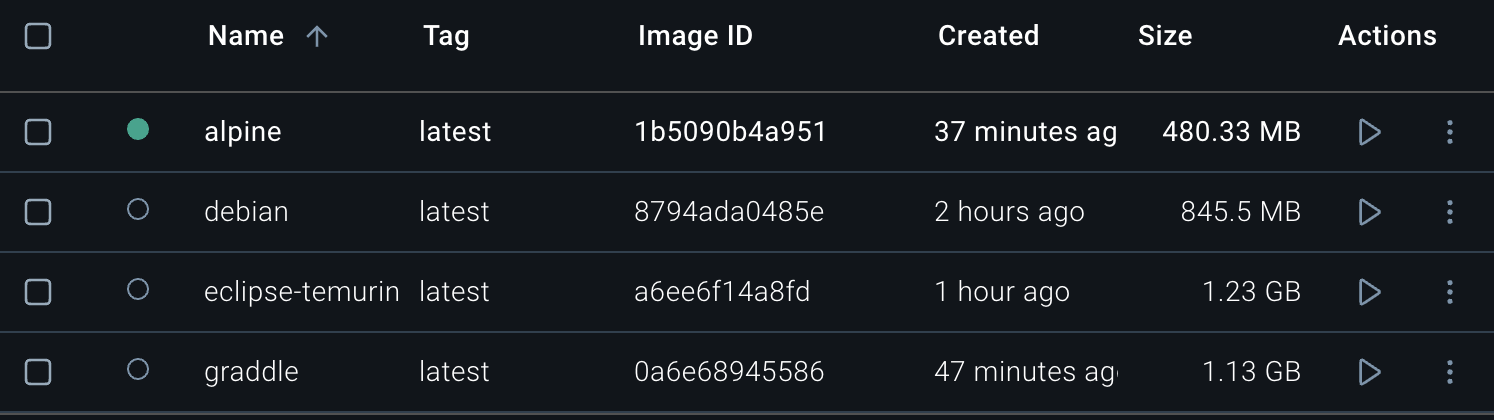 Name Tag Image ID Created Size Actions
alpine latest 1b5090b4a951 37 minutes ag 480.33 MB
debian latest 8794ada0485e 2 hours ago 845.5 MB
eclipse-temurin latest a6ee6f14a8fd 1 hour ago 1.23 GB
graddle latest 0a6e68945586 47 minutes ag 1.13 GB